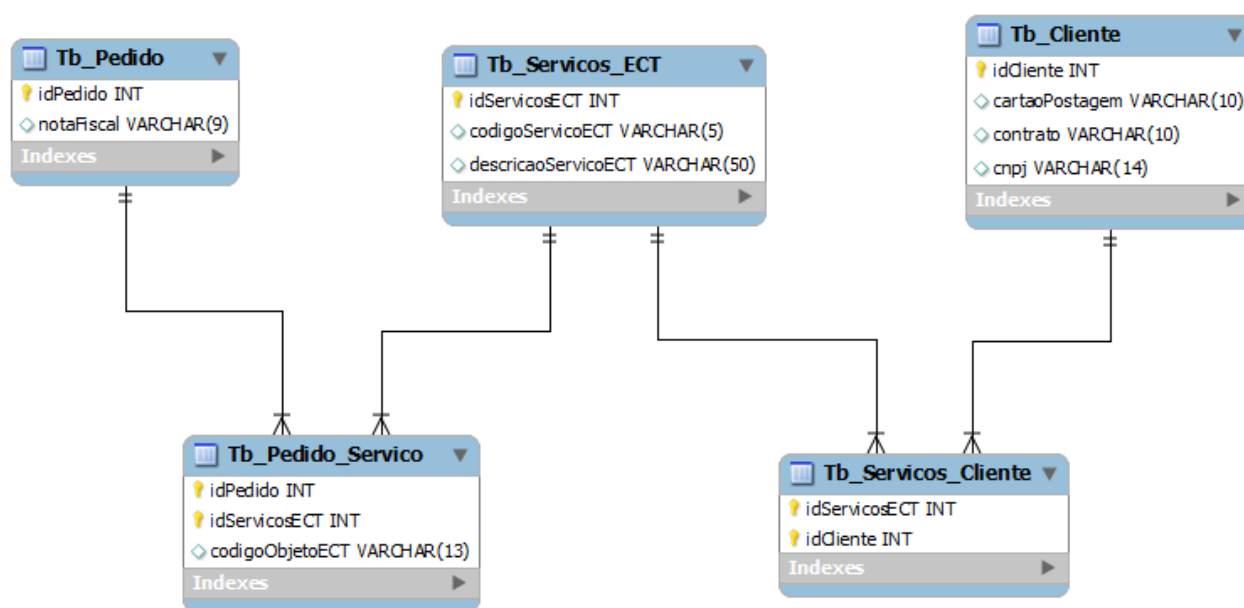 Tb_Pedido
idPedido INT
notaFiscal VARCHAR(9)
Indexes
Tb_Servicos_ECT
idServicosECT INT
codigoServicoECT VARCHAR(5)
descricaoServicoECT VARCHAR(50)
Indexes
Tb_Cliente
idCliente INT
cartaoPostagem VARCHAR(10)
contrato VARCHAR(10)
cnpj VARCHAR(14)
Indexes
Tb_Pedido_Servico
idPedido INT
idServicosECT INT
codigoObjetoECT VARCHAR(13)
Indexes
Tb_Servicos_Cliente
idServicosECT INT
idCliente INT
Indexes